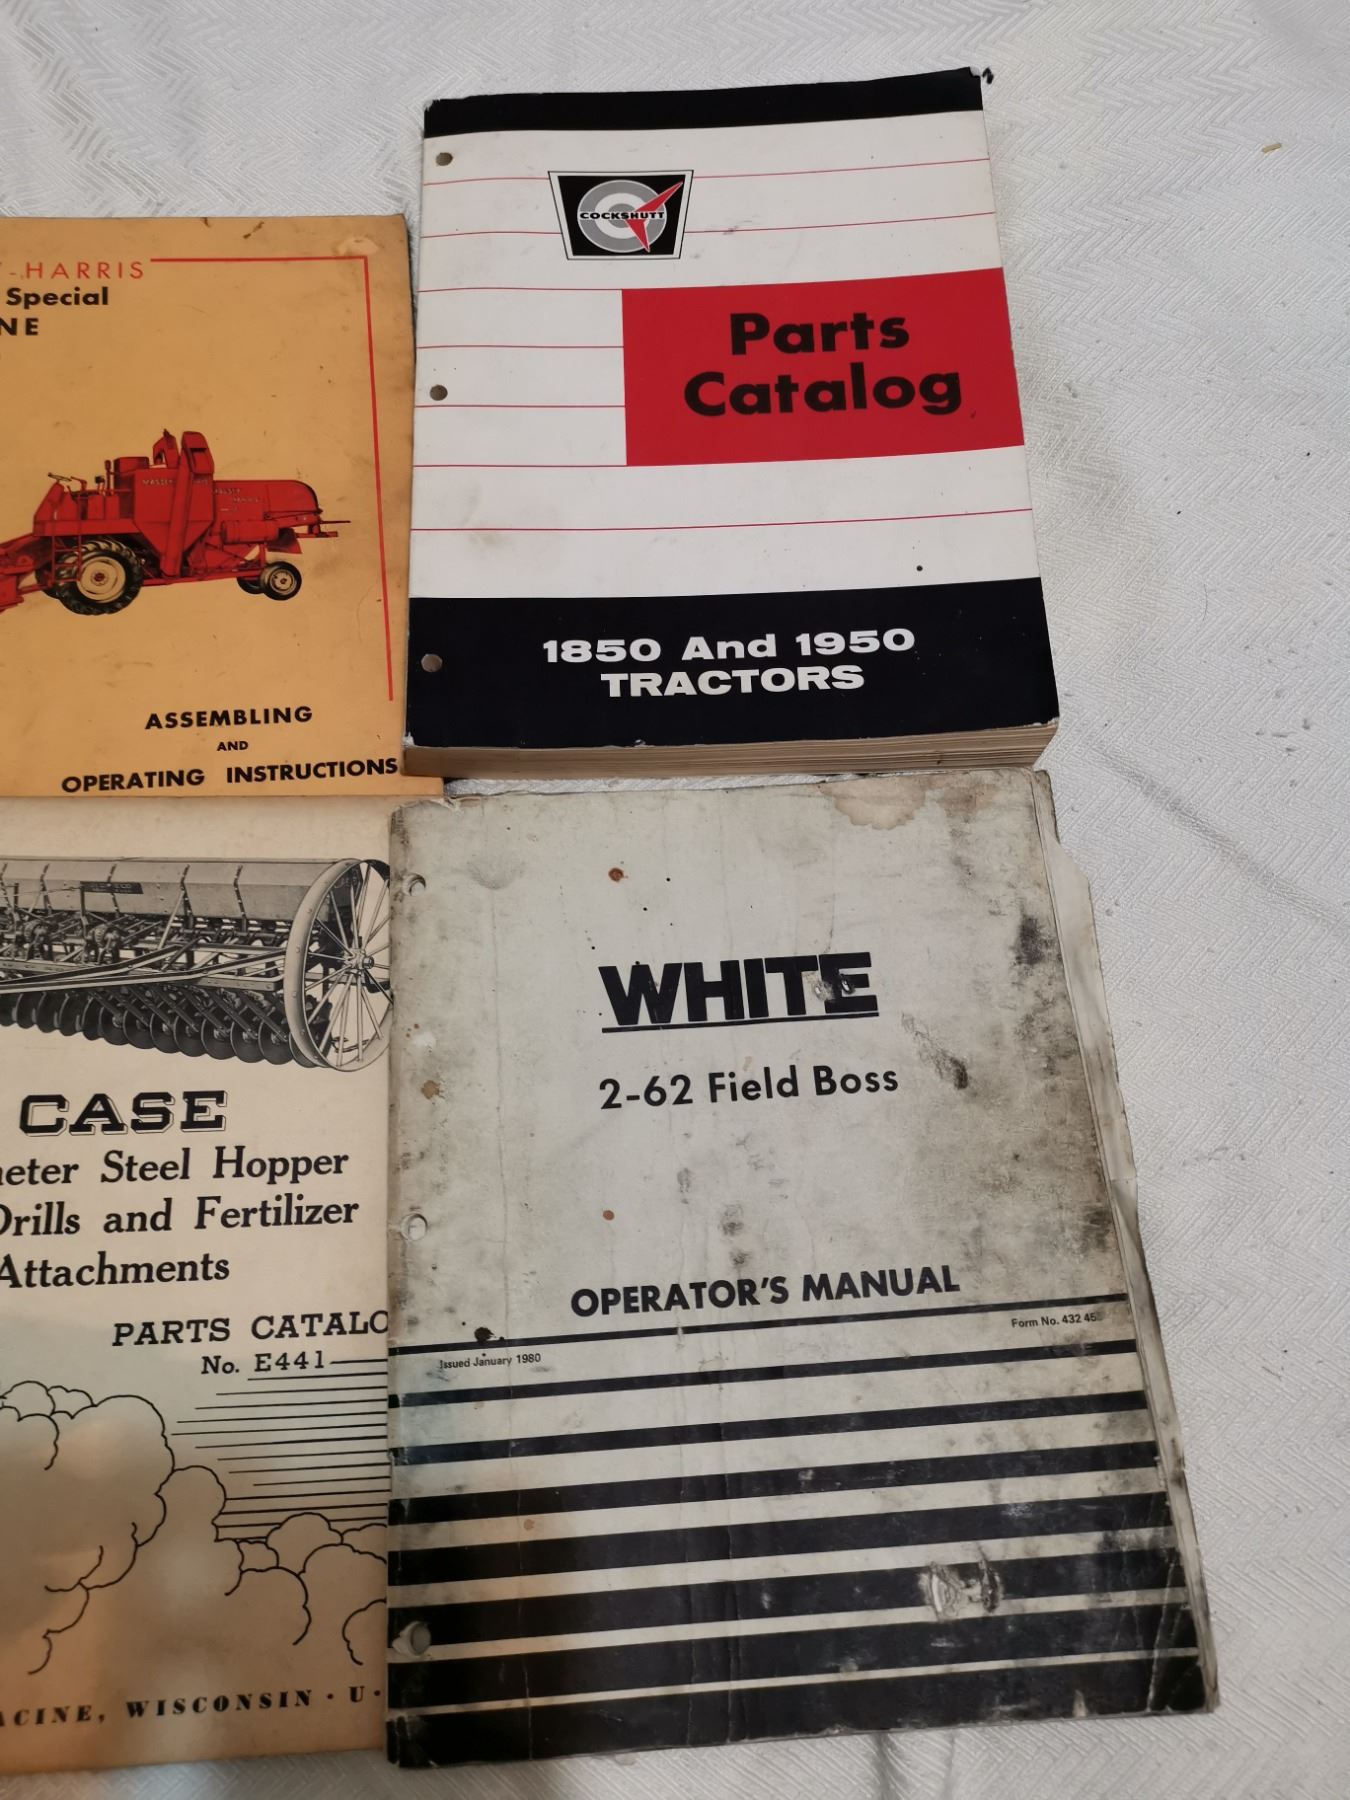 -HARRIS
Special
NE
ASSEMBLING
AND
OPERATING INSTRUCTIONS
COCKSHUTT
Parts
Catalog
1850 And 1950
TRACTORS
CASE
eter Steel Hopper
Drills and Fertilizer
Attachments
PARTS CATALO
No. E441
ACINE, WISCONSIN · U ·
WHITE
2-62 Field Boss
OPERATOR'S MANUAL
Form No. 432 45
Issued January 1980